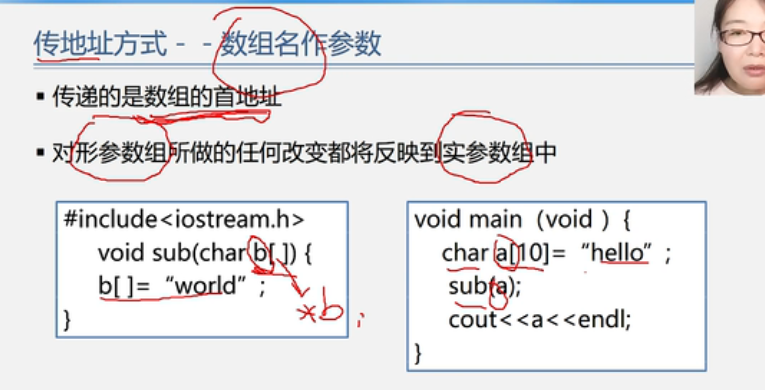 传地址方式- -数组名作参数
▪ 传递的是数组的首地址
▪ 对形参数组所做的任何改变都将反映到实参数组中
#include<iostream.h>
void sub(char b[ ]) {
b[ ]= “world” ;
}
*b ;
void main（void ）{
char a[10]= “hello” ;
sub(a);
cout<<a<<endl;
}